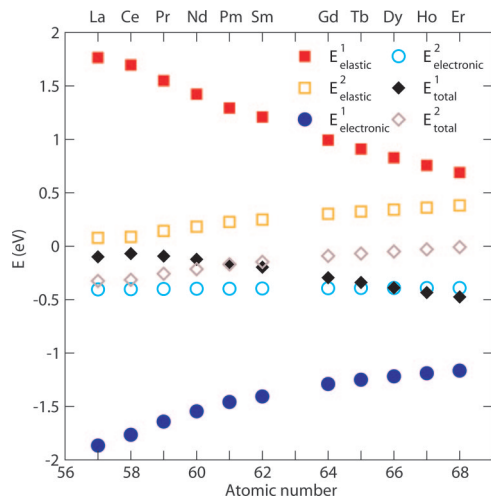 La Ce Pr Nd Pm Sm Gd Tb Dy Ho Er
2
1.5
1
0.5
0
-0.5
-1
-1.5
-2
E (eV)
E¹elastic
E²elastic
E¹electronic
E²electronic
E¹total
E²total
56 58 60 62 64 66 68
Atomic number